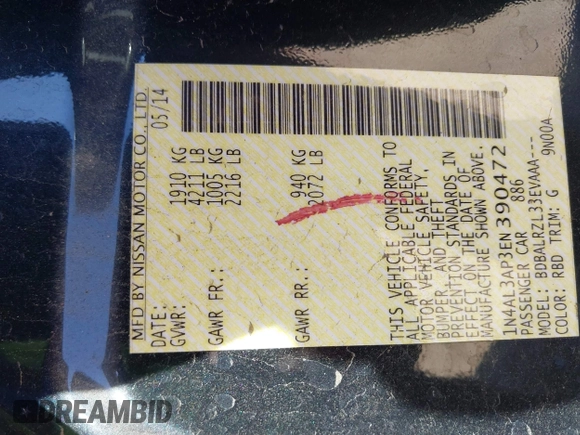 MFD BY NISSAN MOTOR CO., LTD.
DATE: 05/14
GVWR: 1910 KG
4211 LB
GAWR FR: 1005 KG
2216 LB
GAWR RR: 940 KG
2072 LB
THIS VEHICLE CONFORMS TO
ALL APPLICABLE FEDERAL
MOTOR VEHICLE SAFETY,
BUMPER, AND THEFT
PREVENTION STANDARDS IN
EFFECT ON THE DATE OF
MANUFACTURE SHOWN ABOVE.
1N4AL3AP3EN390472
PASSENGER CAR 886
MODEL: BDBALRZL33EVAAA---
COLOR: RBD TRIM: G 9N00A
DREAMBID